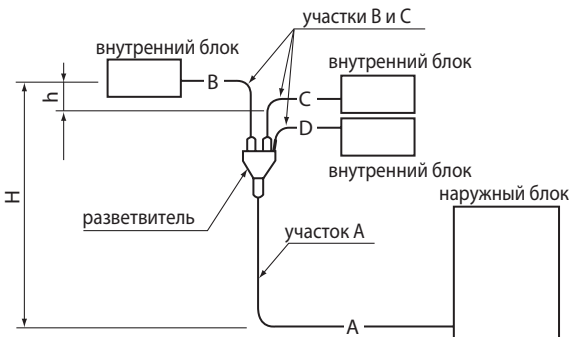 участки В и С
внутренний блок
B
h
внутренний блок
C
D
внутренний блок
H
разветвитель
наружный блок
участок А
A